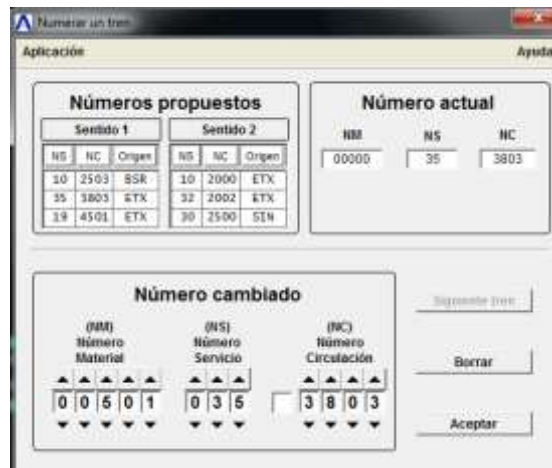 Numerar un tren
Aplicación Ayuda
Números propuestos
Sentido 1 Sentido 2
NS NC Origen NS NC Origen
10 2503 BSR 10 2000 ETX
35 3803 ETX 32 2002 ETX
19 4501 ETX 30 2500 SIN
Número actual
NM NS NC
00000 35 3803
Número cambiado
(NM) (NS) (NC)
Número Número Número
Material Servicio Circulación
0 0 5 0 1 0 3 5 3 8 0 3
Siguiente tren
Borrar
Aceptar